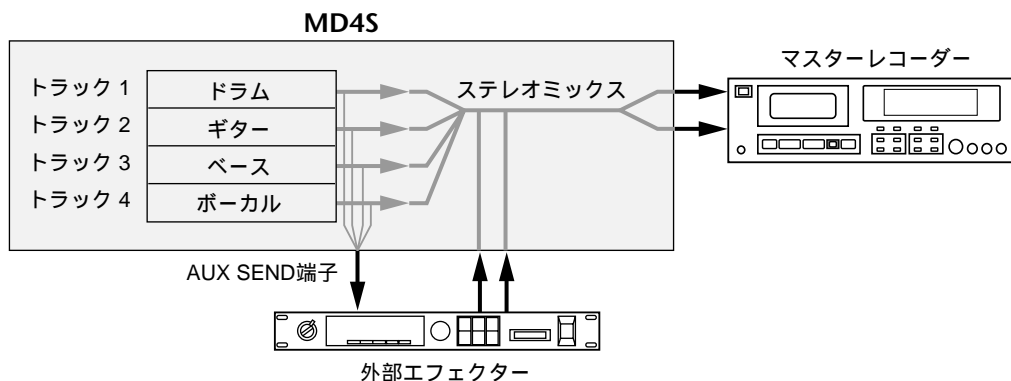 MD4S
マスターレコーダー
トラック 1
ドラム
ステレオミックス
トラック 2
ギター
トラック 3
ベース
トラック 4
ボーカル
AUX SEND端子
外部エフェクター